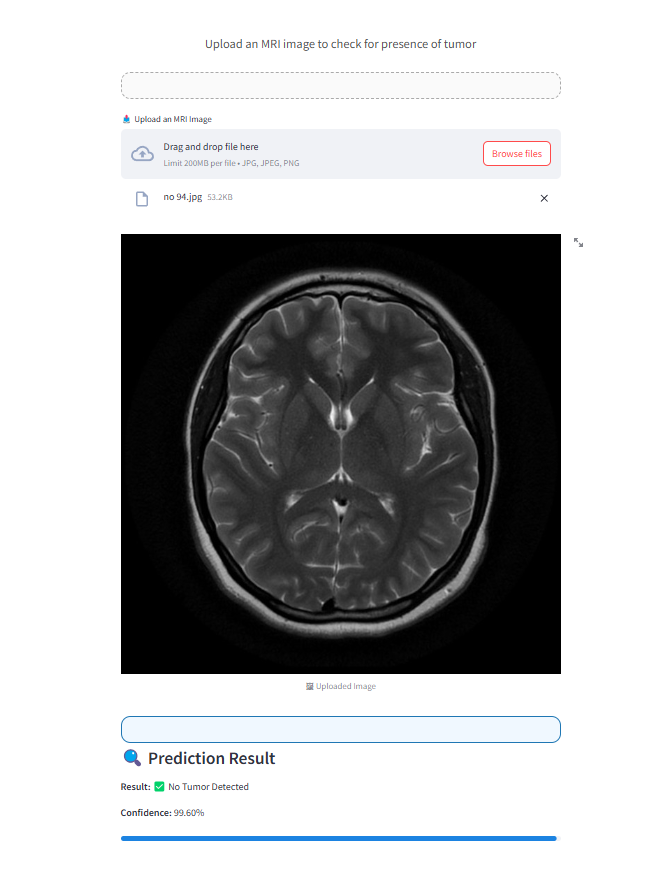 Upload an MRI image to check for presence of tumor
Upload an MRI Image
Drag and drop file here
Limit 200MB per file • JPG, JPEG, PNG
Browse files
no 94.jpg 53.2KB
Uploaded Image
Prediction Result
Result: ✅ No Tumor Detected
Confidence: 99.60%